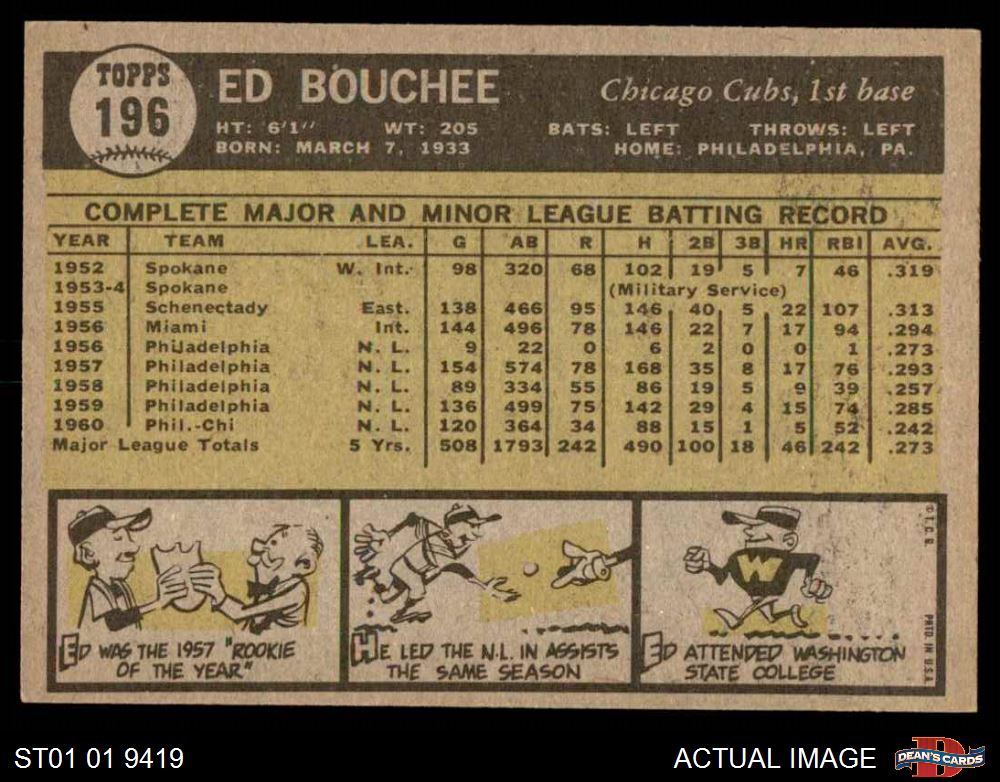 TOPPS
196
ED BOUCHEE
Chicago Cubs, 1st base
HT: 6'1" WT: 205 BATS: LEFT THROWS: LEFT
BORN: MARCH 7, 1933 HOME: PHILADELPHIA, PA.
COMPLETE MAJOR AND MINOR LEAGUE BATTING RECORD
YEAR TEAM LEA. G AB R H 2B 3B HR RBI AVG.
1952 Spokane W. Int. 98 320 68 102 19 5 7 46 .319
1953-4 Spokane (Military Service)
1955 Schenectady East. 138 466 95 146 40 5 22 107 .313
1956 Miami Int. 144 496 78 146 22 7 17 94 .294
1956 Philadelphia N. L. 9 22 0 6 2 0 0 1 .273
1957 Philadelphia N. L. 154 574 78 168 35 8 17 76 .293
1958 Philadelphia N. L. 89 334 55 86 19 5 9 39 .257
1959 Philadelphia N. L. 136 499 75 142 29 4 15 74 .285
1960 Phil.-Chi N. L. 120 364 34 88 15 1 5 52 .242
Major League Totals 5 Yrs. 508 1793 242 490 100 18 46 242 .273
ED WAS THE 1957 "ROOKIE
OF THE YEAR"
HE LED THE N.L. IN ASSISTS
THE SAME SEASON
W
ED ATTENDED WASHINGTON
STATE COLLEGE
© T.C.G.
PRTD. IN U.S.A.
ST01 01 9419
ACTUAL IMAGE
D
DEAN'S CARDS